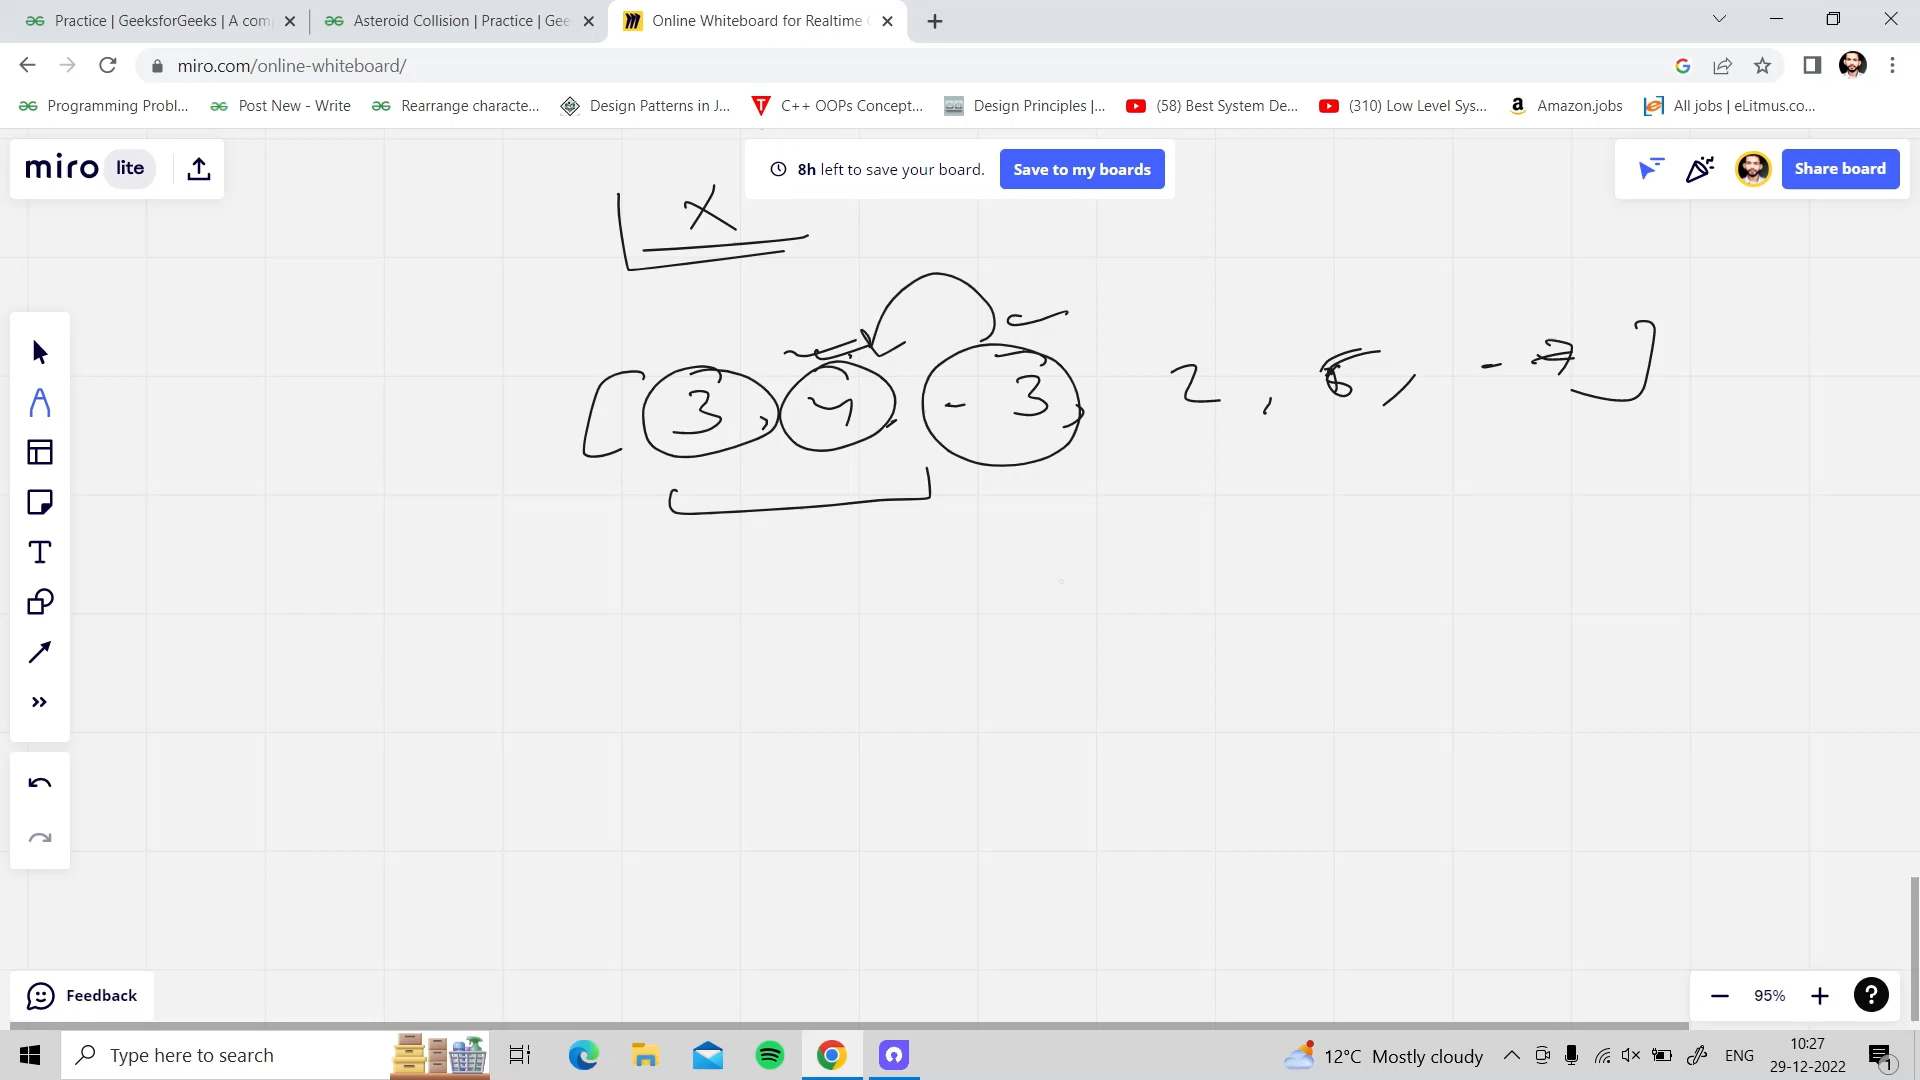 Practice | GeeksforGeeks | A com
Asteroid Collision | Practice | Gee
Online Whiteboard for Realtime C
miro.com/online-whiteboard/
Programming Probl...
Post New - Write
Rearrange characte...
Design Patterns in J...
C++ OOPs Concept...
Design Principles |...
(58) Best System De...
(310) Low Level Sys...
Amazon.jobs
All jobs | eLitmus.co...
miro lite
8h left to save your board.
Save to my boards
Share board
X
[ 3, 4, - 3, 2 , 6, - 7 ]
Feedback
95%
Type here to search
12°C Mostly cloudy
ENG
10:27
29-12-2022
1